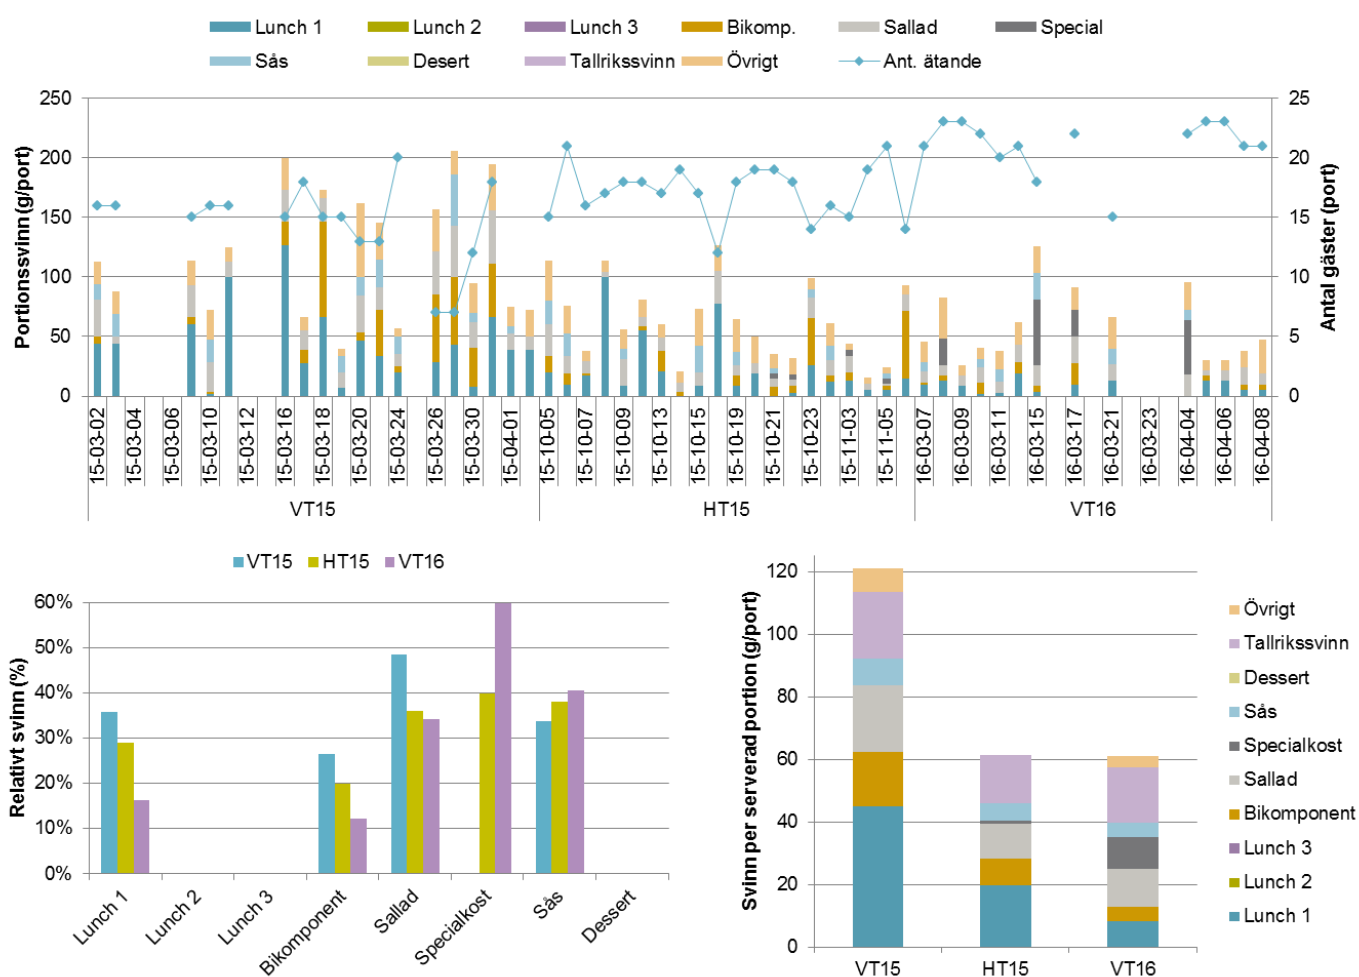 Lunch 1 Lunch 2 Lunch 3 Bikomp. Sallad Special
Sås Desert Tallrikssvinn Övrigt Ant. ätande
Portionssvinn (g/port)
250
200
150
100
50
0
25
20
15
10
5
0
Antal gäster (port)
15-03-02
15-03-04
15-03-06
15-03-10
15-03-12
15-03-16
15-03-18
15-03-20
15-03-24
15-03-26
15-03-30
15-04-01
15-10-05
15-10-07
15-10-09
15-10-13
15-10-15
15-10-19
15-10-21
15-10-23
15-11-03
15-11-05
16-03-07
16-03-09
16-03-11
16-03-15
16-03-17
16-03-21
16-03-23
16-04-04
16-04-06
16-04-08
VT15 HT15 VT16
VT15 HT15 VT16
Relativt svinn (%)
60%
50%
40%
30%
20%
10%
0%
Lunch 1
Lunch 2
Lunch 3
Bikomponent
Sallad
Specialkost
Sås
Dessert
Svinn per serverad portion (g/port)
120
100
80
60
40
20
0
VT15 HT15 VT16
Övrigt
Tallrikssvinn
Dessert
Sås
Specialkost
Sallad
Bikomponent
Lunch 3
Lunch 2
Lunch 1